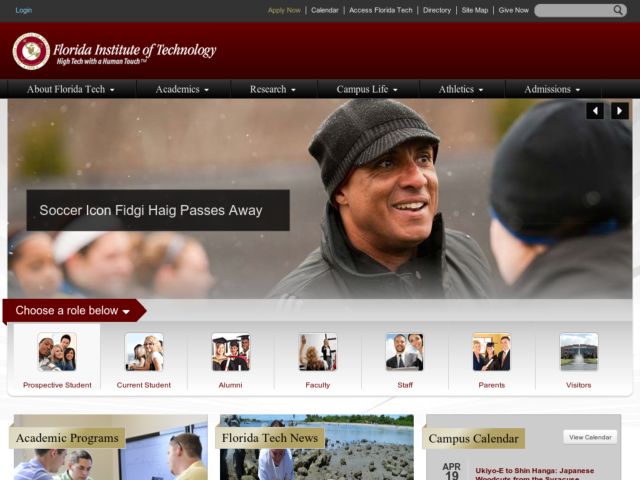 Login
Apply Now | Calendar | Access Florida Tech | Directory | Site Map | Give Now
Florida Institute of Technology
High Tech with a Human Touch™
About Florida Tech
Academics
Research
Campus Life
Athletics
Admissions
Soccer Icon Fidgi Haig Passes Away
Choose a role below
Prospective Student
Current Student
Alumni
Faculty
Staff
Parents
Visitors
Academic Programs
Florida Tech News
Campus Calendar
View Calendar
APR
19
Ukiyo-E to Shin Hanga: Japanese
Woodcuts from the Syracuse